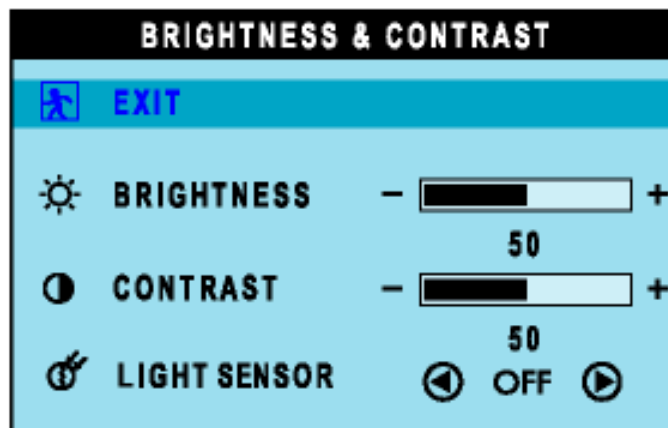 BRIGHTNESS & CONTRAST
EXIT
BRIGHTNESS - +
50
CONTRAST - +
50
LIGHT SENSOR OFF